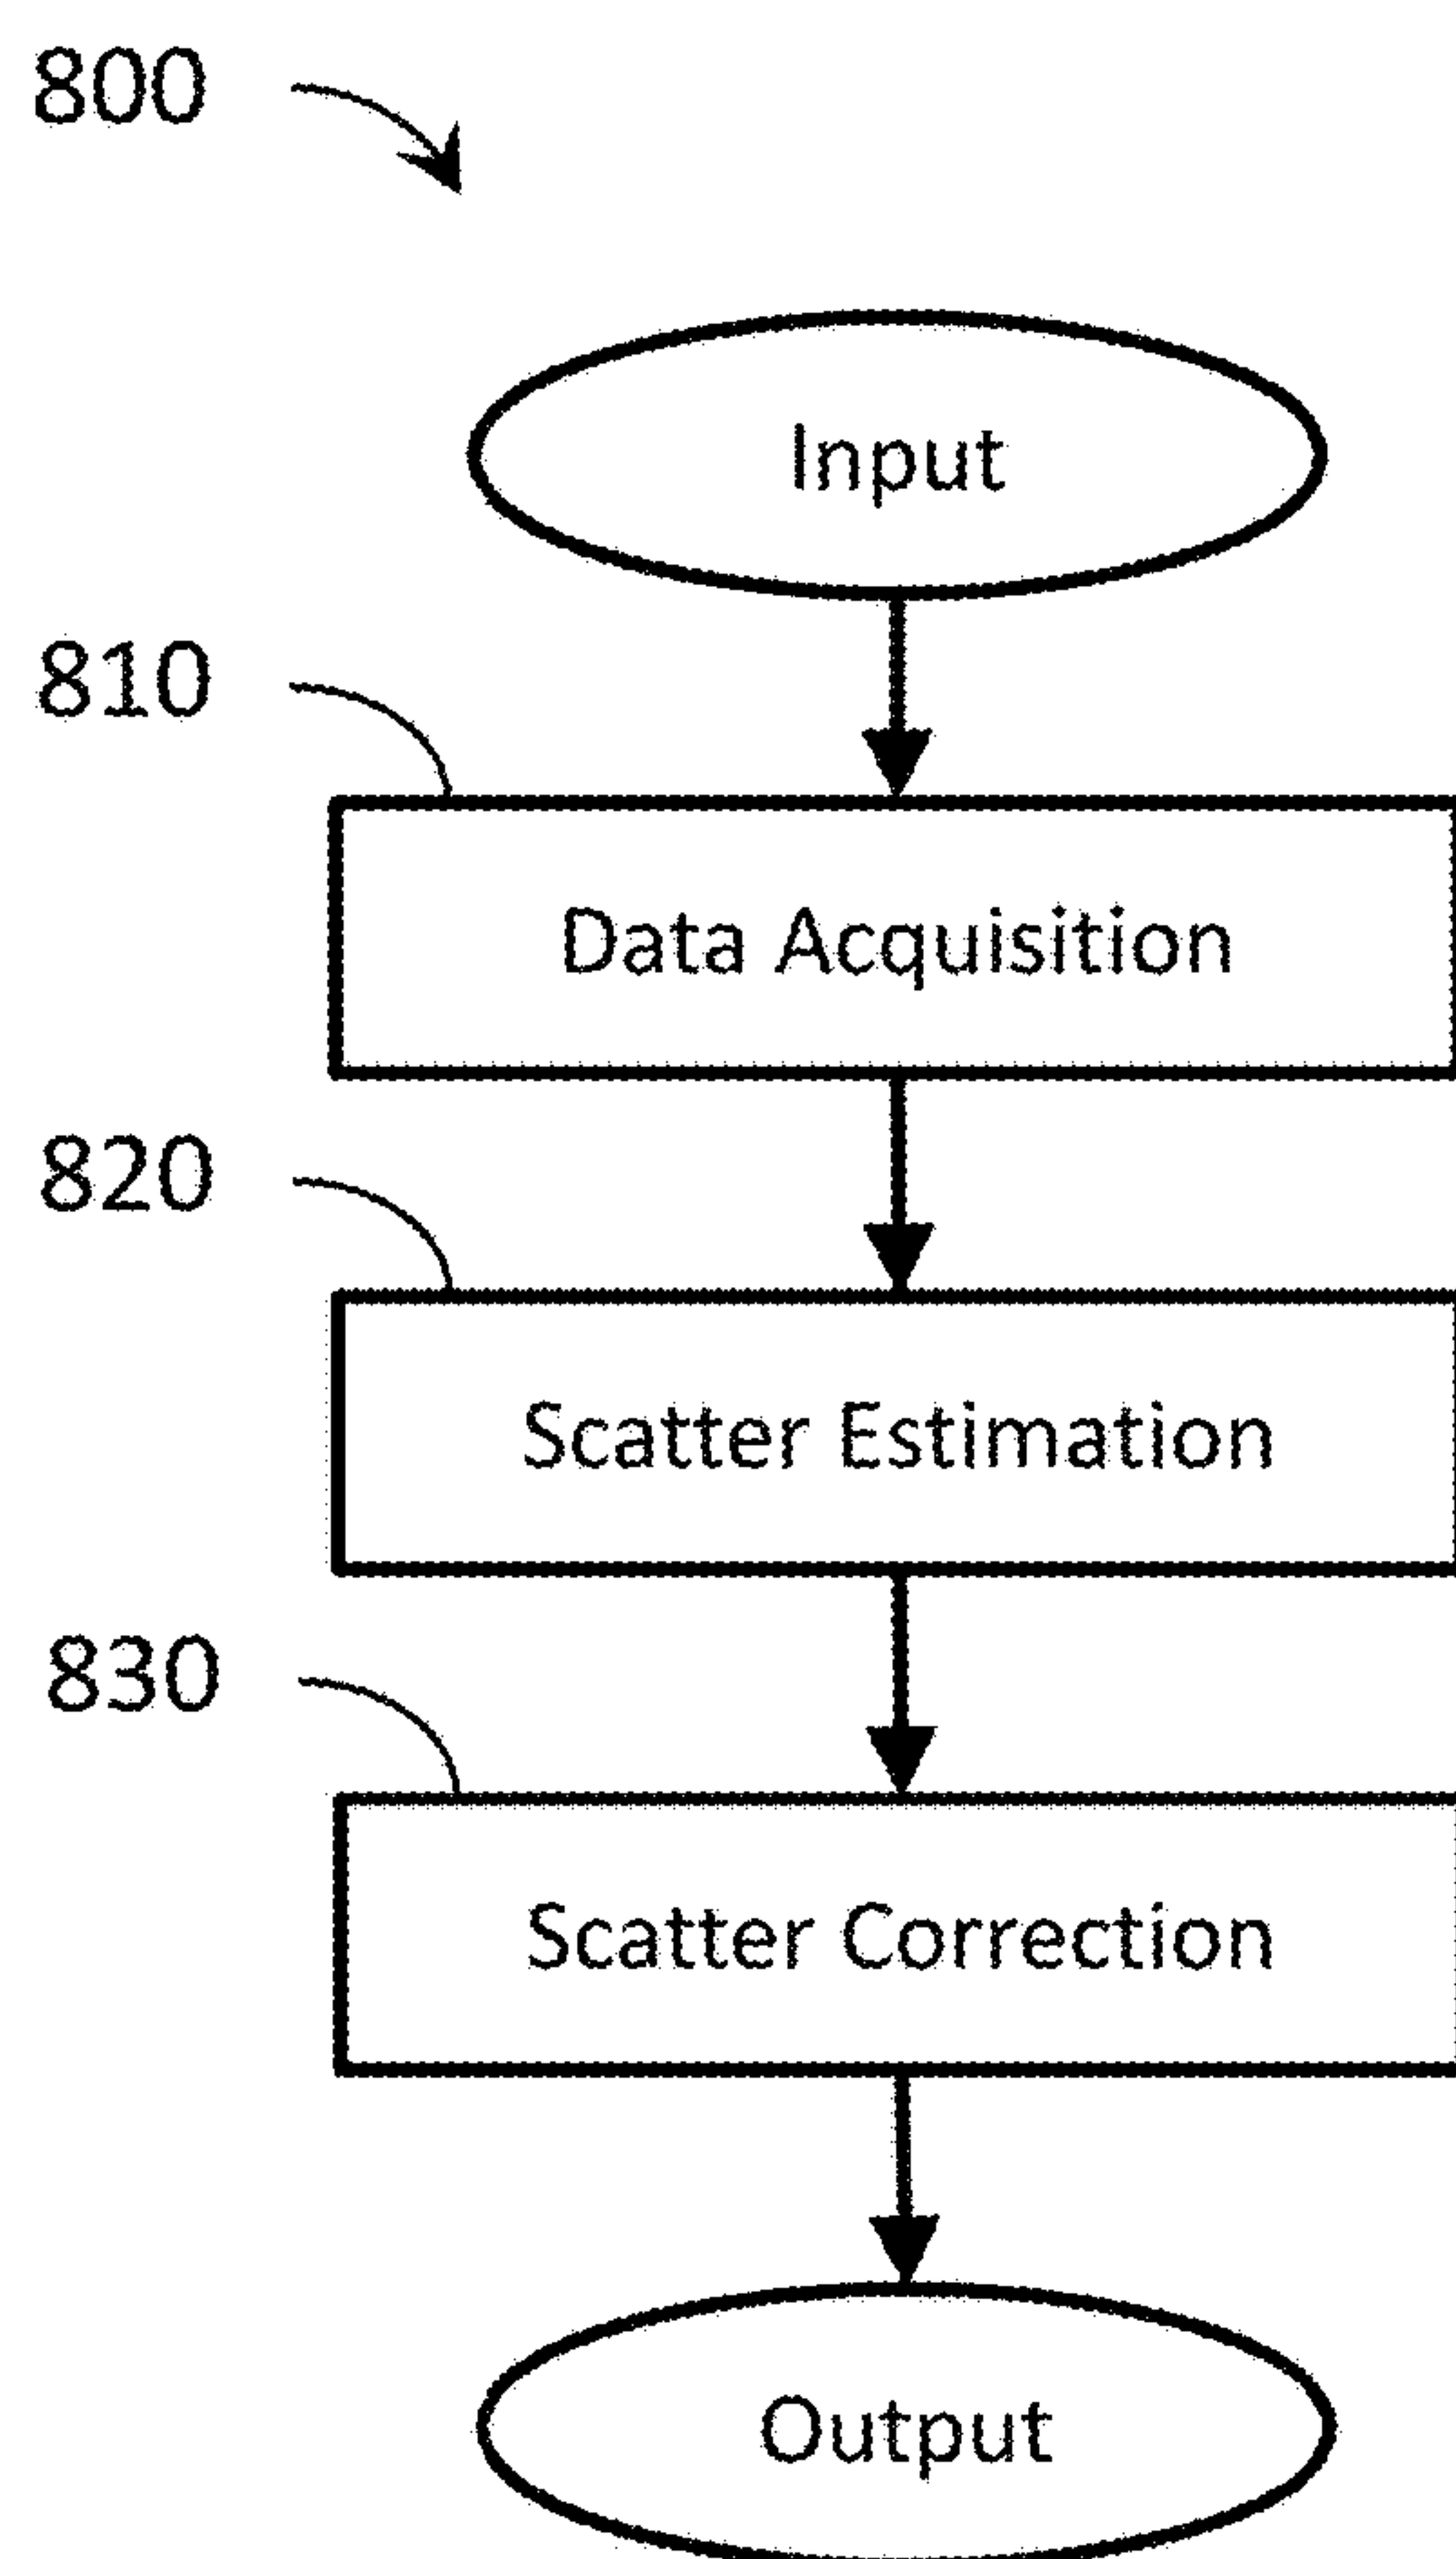 800
Input
810
Data Acquisition
820
Scatter Estimation
830
Scatter Correction
Output